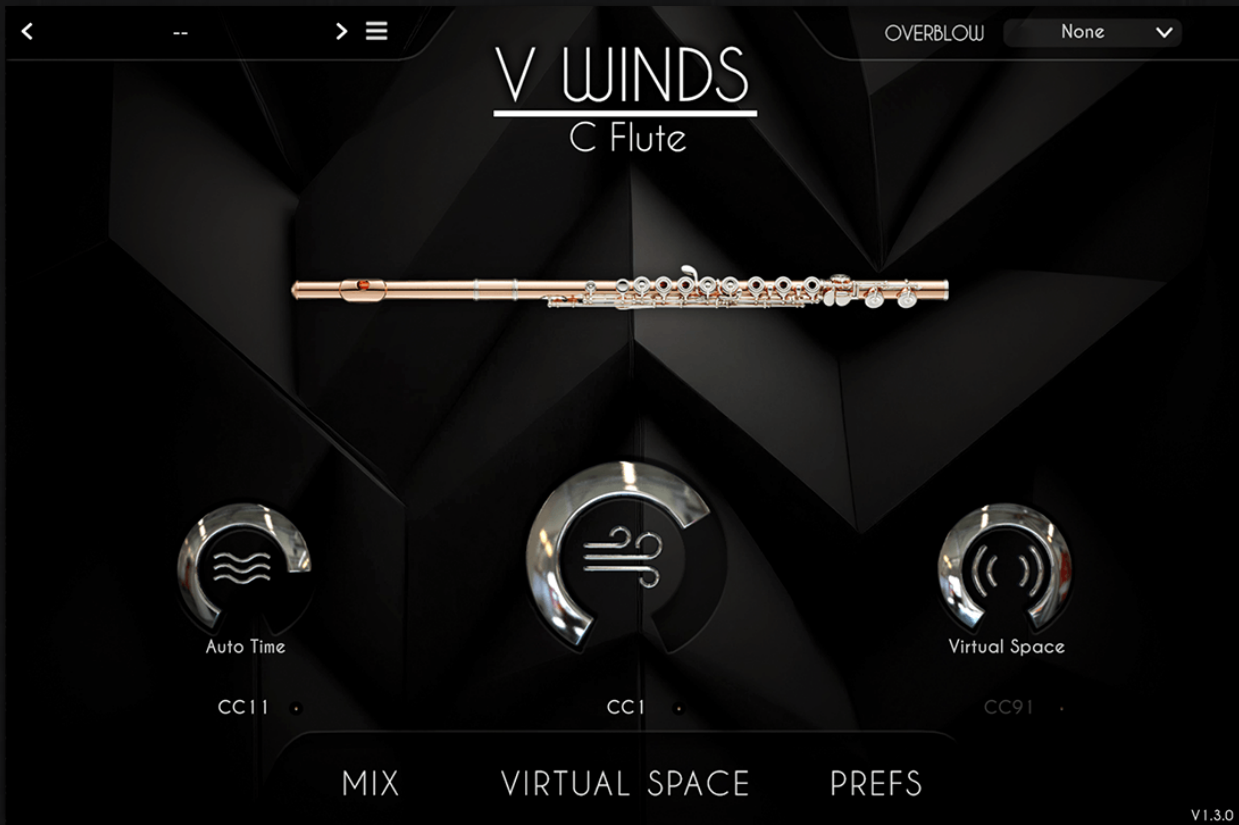 --
OVERBLOW
None
V WINDS
C Flute
Auto Time
Virtual Space
CC11
CC1
CC91
MIX
VIRTUAL SPACE
PREFS
V1.3.0